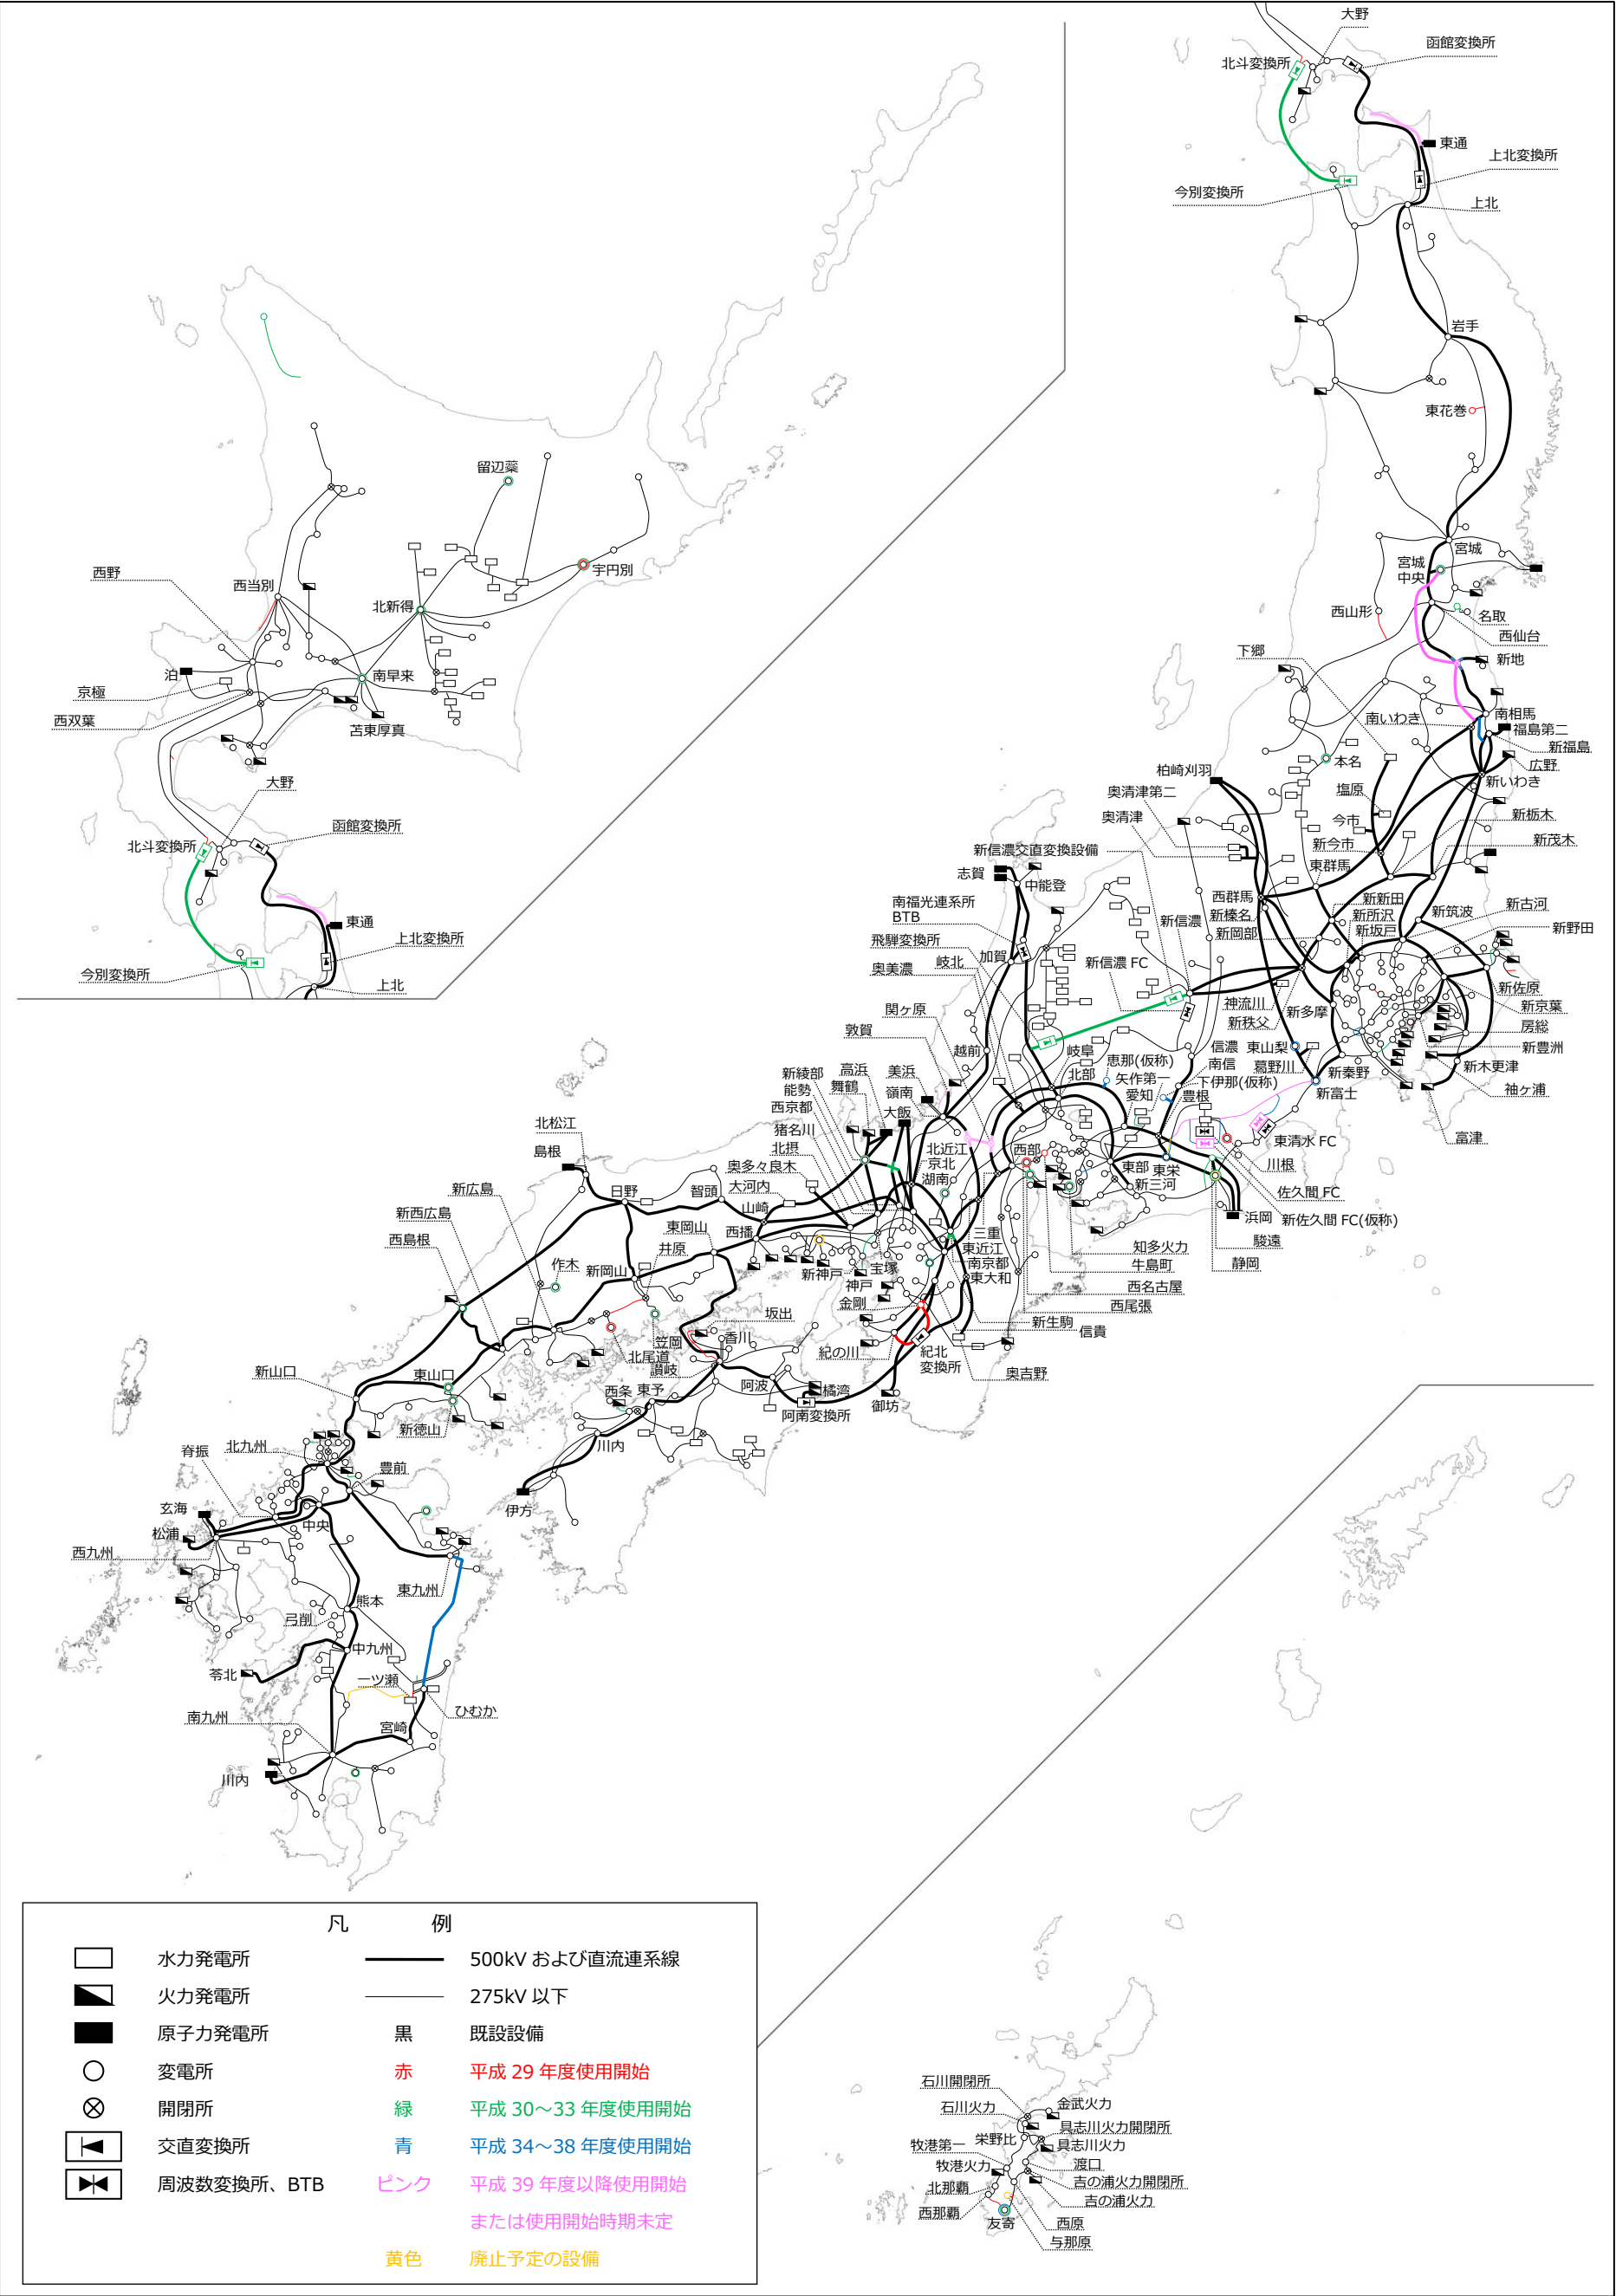 大野
函館変換所
北斗変換所
東通
上北変換所
今別変換所
上北
岩手
東花巻
留辺蘂
宇円別
西野
西当別
北新得
泊
京極
南早来
西双葉
苫東厚真
大野
函館変換所
北斗変換所
東通
上北変換所
今別変換所
上北
宮城
宮城
中央
西山形
名取
西仙台
下郷
新地
南いわき
南相馬
福島第二
新福島
広野
本名
新いわき
柏崎刈羽
奥清津第二
塩原
奥清津
今市
新栃木
新今市
新茂木
新信濃交直変換設備
東群馬
志賀
中能登
西群馬
南福光連系所
BTB
新新田
新古河
新榛名
新所沢
新筑波
新信濃
新岡部
新坂戸
新野田
飛騨変換所
加賀
岐北
新信濃 FC
奥美濃
神流川
新佐原
関ヶ原
新秩父
新多摩
新京葉
敦賀
房総
越前
岐阜
信濃
東山梨
新豊洲
恵那(仮称)
南信
葛野川
新秦野
新木更津
新綾部
高浜
美浜
北部
矢作第一
下伊那(仮称)
能勢
舞鶴
嶺南
愛知
豊根
新富士
袖ヶ浦
西京都
大飯
北松江
猪名川
島根
北摂
北近江
西部
東清水 FC
富津
京北
奥多々良木
湖南
東部
東栄
川根
新広島
日野
智頭
大河内
新三河
佐久間 FC
新西広島
山崎
浜岡
新佐久間 FC(仮称)
三重
西島根
東岡山
西播
駿遠
井原
東近江
知多火力
作木
新岡山
新神戸
宝塚
南京都
牛島町
静岡
神戸
東大和
西名古屋
金剛
坂出
西尾張
新生駒
香川
信貴
笠岡
紀の川
紀北
変換所
北尾道
讃岐
新山口
東山口
奥吉野
阿波
西条
東予
橘湾
御坊
阿南変換所
新徳山
川内
脊振
北九州
豊前
伊方
玄海
中央
松浦
西九州
東九州
熊本
弓削
中九州
苓北
一ツ瀬
ひむか
南九州
宮崎
川内
凡 例
水力発電所
500kV および直流連系線
火力発電所
275kV 以下
原子力発電所
黒
既設設備
変電所
赤
平成 29 年度使用開始
開閉所
緑
平成 30～33 年度使用開始
交直変換所
青
平成 34～38 年度使用開始
周波数変換所、BTB
ピンク
平成 39 年度以降使用開始
または使用開始時期未定
黄色
廃止予定の設備
石川開閉所
金武火力
石川火力
具志川火力開閉所
栄野比
具志川火力
牧港第一
渡口
牧港火力
吉の浦火力開閉所
北那覇
吉の浦火力
西那覇
友寄
西原
与那原